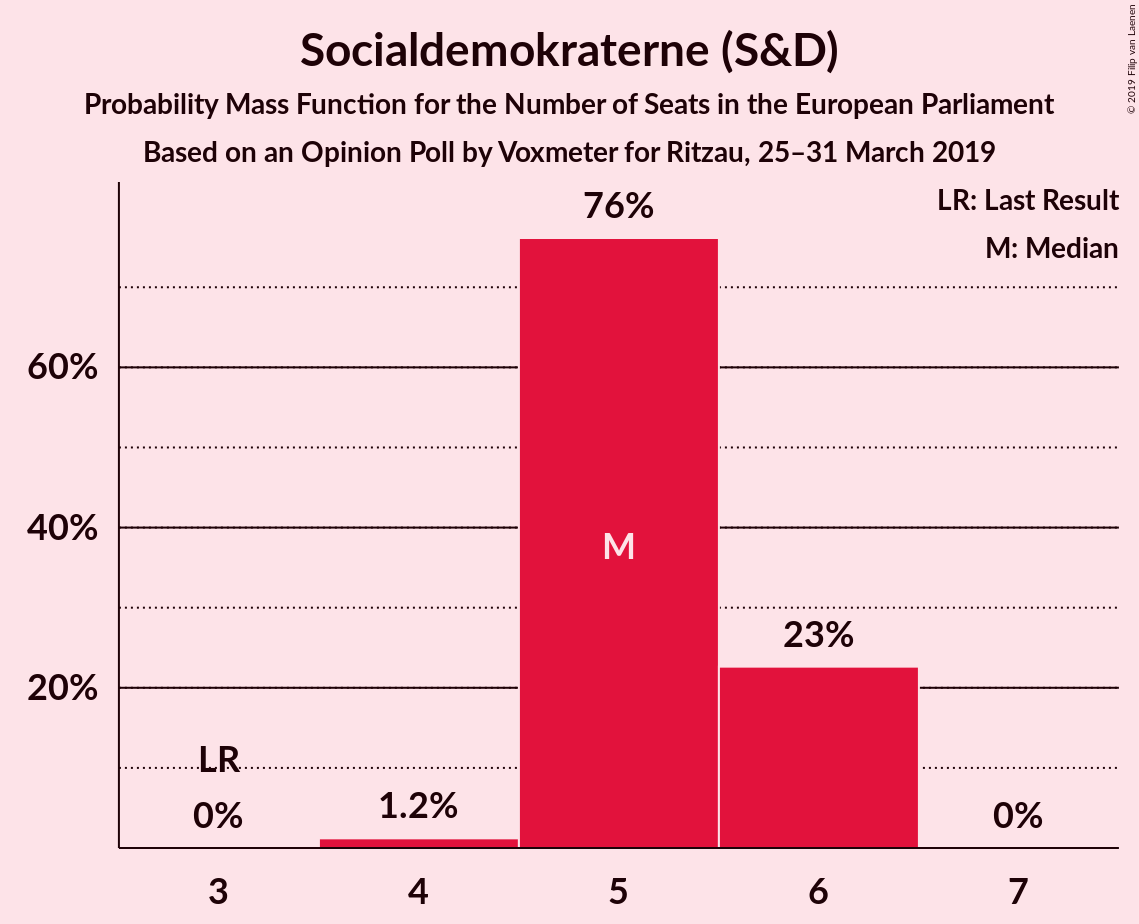 Socialdemokraterne (S&D)
Probability Mass Function for the Number of Seats in the European Parliament
Based on an Opinion Poll by Voxmeter for Ritzau, 25–31 March 2019
© 2019 Filip van Laenen
LR: Last Result
M: Median
76%
60%
40%
M
23%
20%
LR
0%
1.2%
0%
3
4
5
6
7